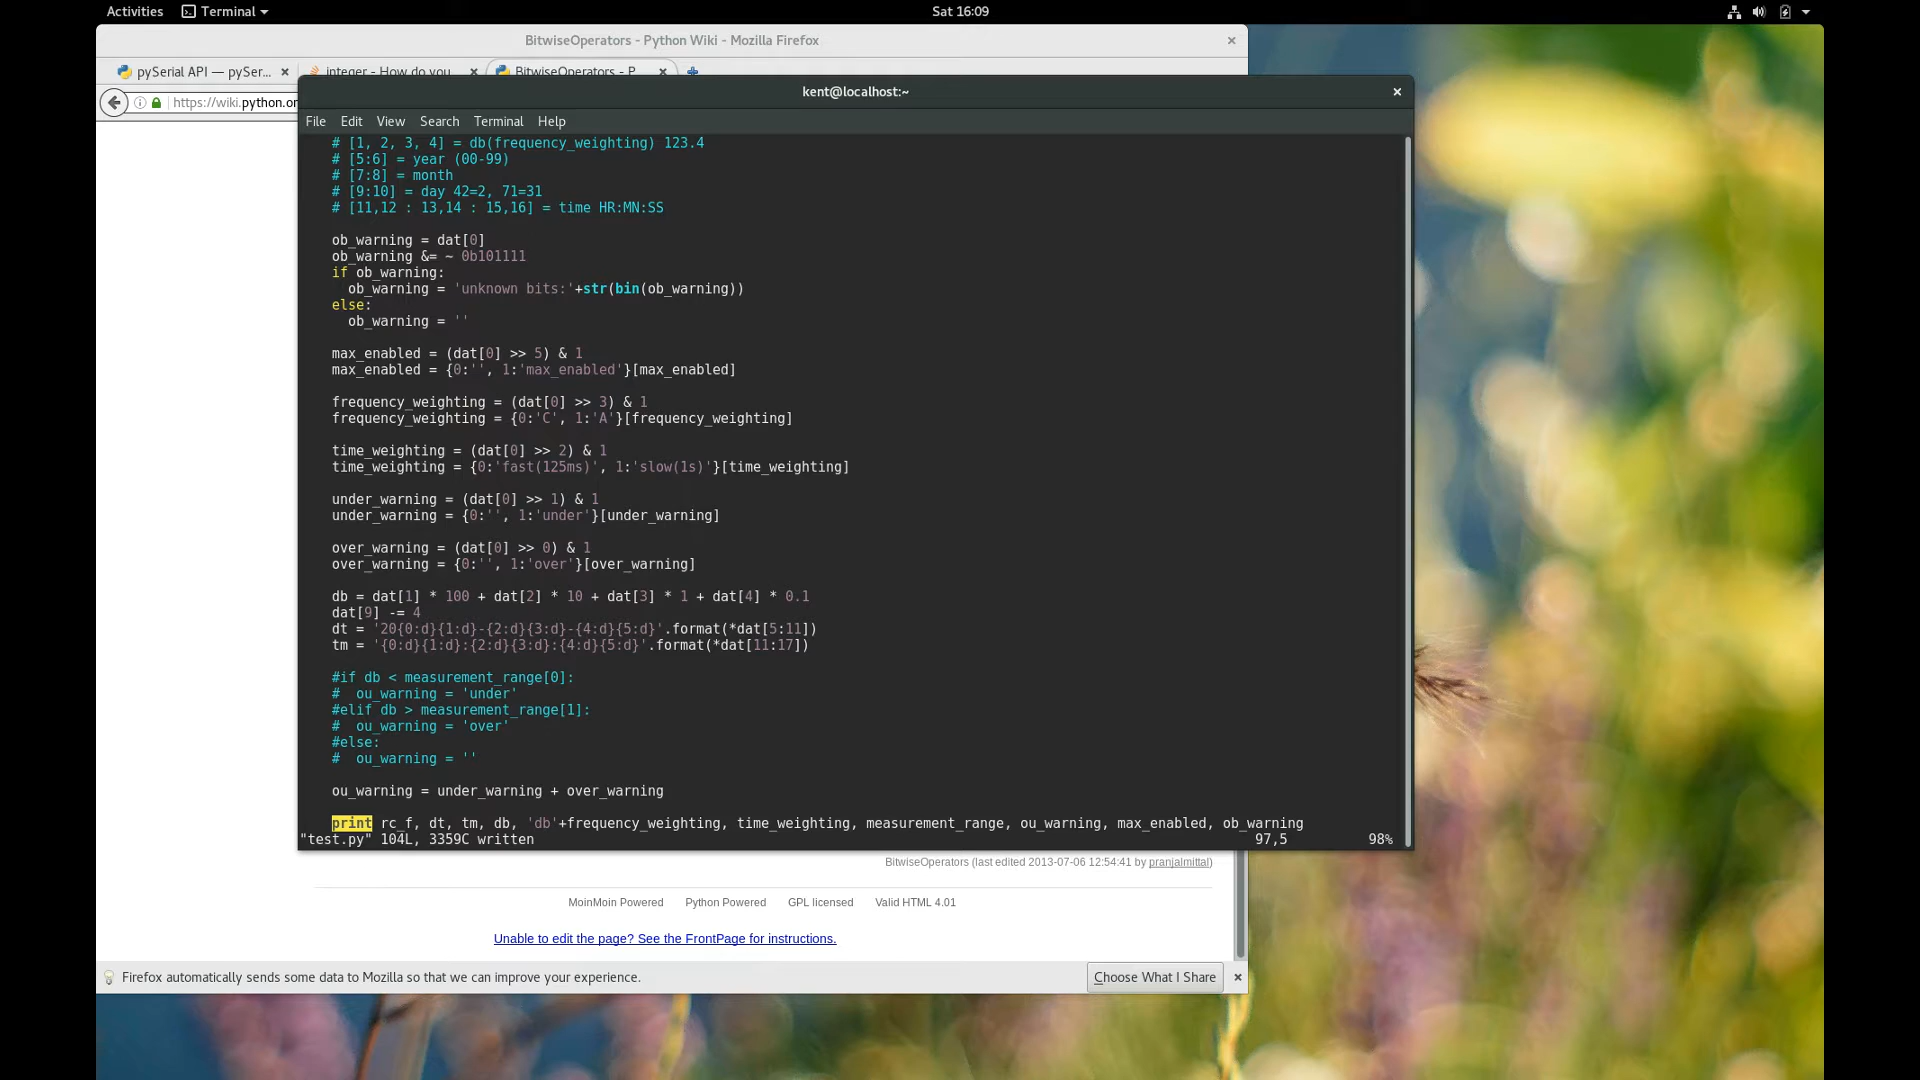 Activities Terminal Sat 16:09
BitwiseOperators - Python Wiki - Mozilla Firefox
pySerial API — pySer... integer - How do you BitwiseOperators - P
https://wiki.python.or
kent@localhost:~
File Edit View Search Terminal Help
# [1, 2, 3, 4] = db(frequency_weighting) 123.4
# [5:6] = year (00-99)
# [7:8] = month
# [9:10] = day 42=2, 71=31
# [11,12 : 13,14 : 15,16] = time HR:MN:SS
ob_warning = dat[0]
ob_warning &= ~ 0b101111
if ob_warning:
ob_warning = 'unknown bits:'+str(bin(ob_warning))
else:
ob_warning = ''
max_enabled = (dat[0] >> 5) & 1
max_enabled = {0:'', 1:'max_enabled'}[max_enabled]
frequency_weighting = (dat[0] >> 3) & 1
frequency_weighting = {0:'C', 1:'A'}[frequency_weighting]
time_weighting = (dat[0] >> 2) & 1
time_weighting = {0:'fast(125ms)', 1:'slow(1s)'}[time_weighting]
under_warning = (dat[0] >> 1) & 1
under_warning = {0:'', 1:'under'}[under_warning]
over_warning = (dat[0] >> 0) & 1
over_warning = {0:'', 1:'over'}[over_warning]
db = dat[1] * 100 + dat[2] * 10 + dat[3] * 1 + dat[4] * 0.1
dat[9] -= 4
dt = '20{0:d}{1:d}-{2:d}{3:d}-{4:d}{5:d}'.format(*dat[5:11])
tm = '{0:d}{1:d}:{2:d}{3:d}:{4:d}{5:d}'.format(*dat[11:17])
#if db < measurement_range[0]:
#  ou_warning = 'under'
#elif db > measurement_range[1]:
#  ou_warning = 'over'
#else:
#  ou_warning = ''
ou_warning = under_warning + over_warning
print rc_f, dt, tm, db, 'db'+frequency_weighting, time_weighting, measurement_range, ou_warning, max_enabled, ob_warning
"test.py" 104L, 3359C written 97,5 98%
BitwiseOperators (last edited 2013-07-06 12:54:41 by pranjalmittal)
MoinMoin Powered Python Powered GPL licensed Valid HTML 4.01
Unable to edit the page? See the FrontPage for instructions.
Firefox automatically sends some data to Mozilla so that we can improve your experience. Choose What I Share